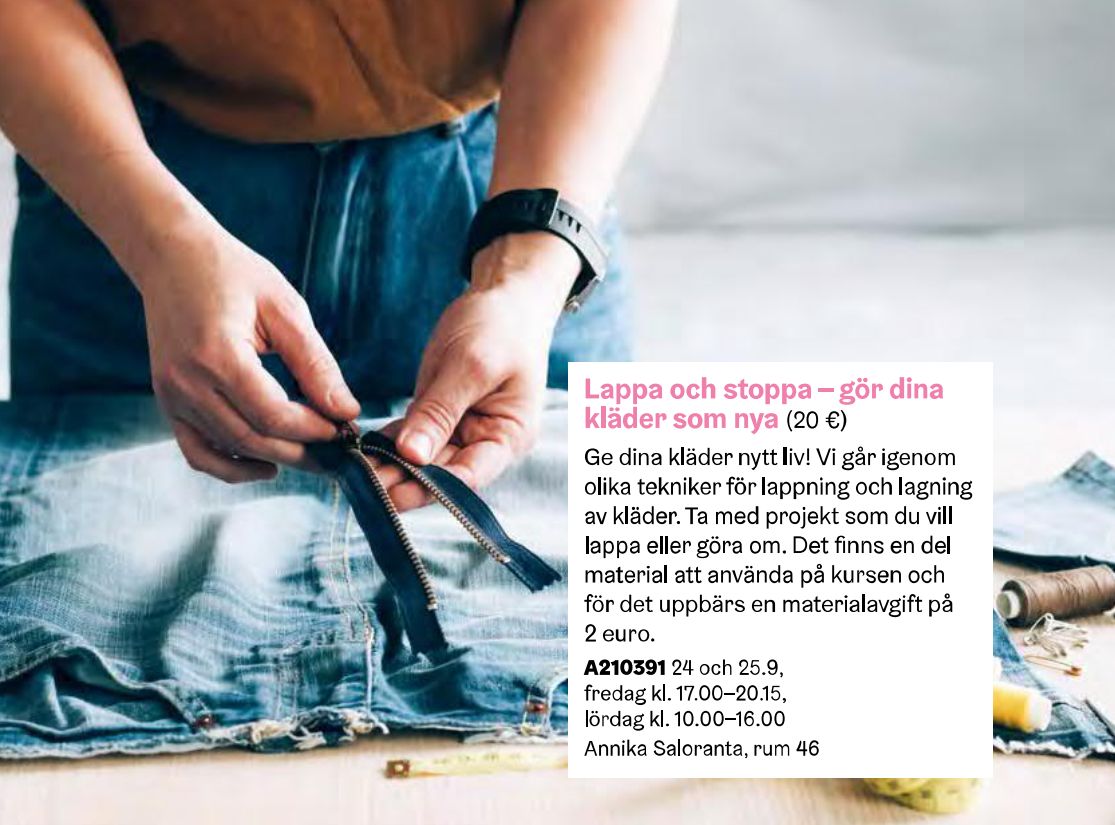 Lappa och stoppa – gör dina
kläder som nya (20 €)
Ge dina kläder nytt liv! Vi går igenom
olika tekniker för lappning och lagning
av kläder. Ta med projekt som du vill
lappa eller göra om. Det finns en del
material att använda på kursen och
för det uppbärs en materialavgift på
2 euro.
A210391 24 och 25.9,
fredag kl. 17.00–20.15,
lördag kl. 10.00–16.00
Annika Saloranta, rum 46